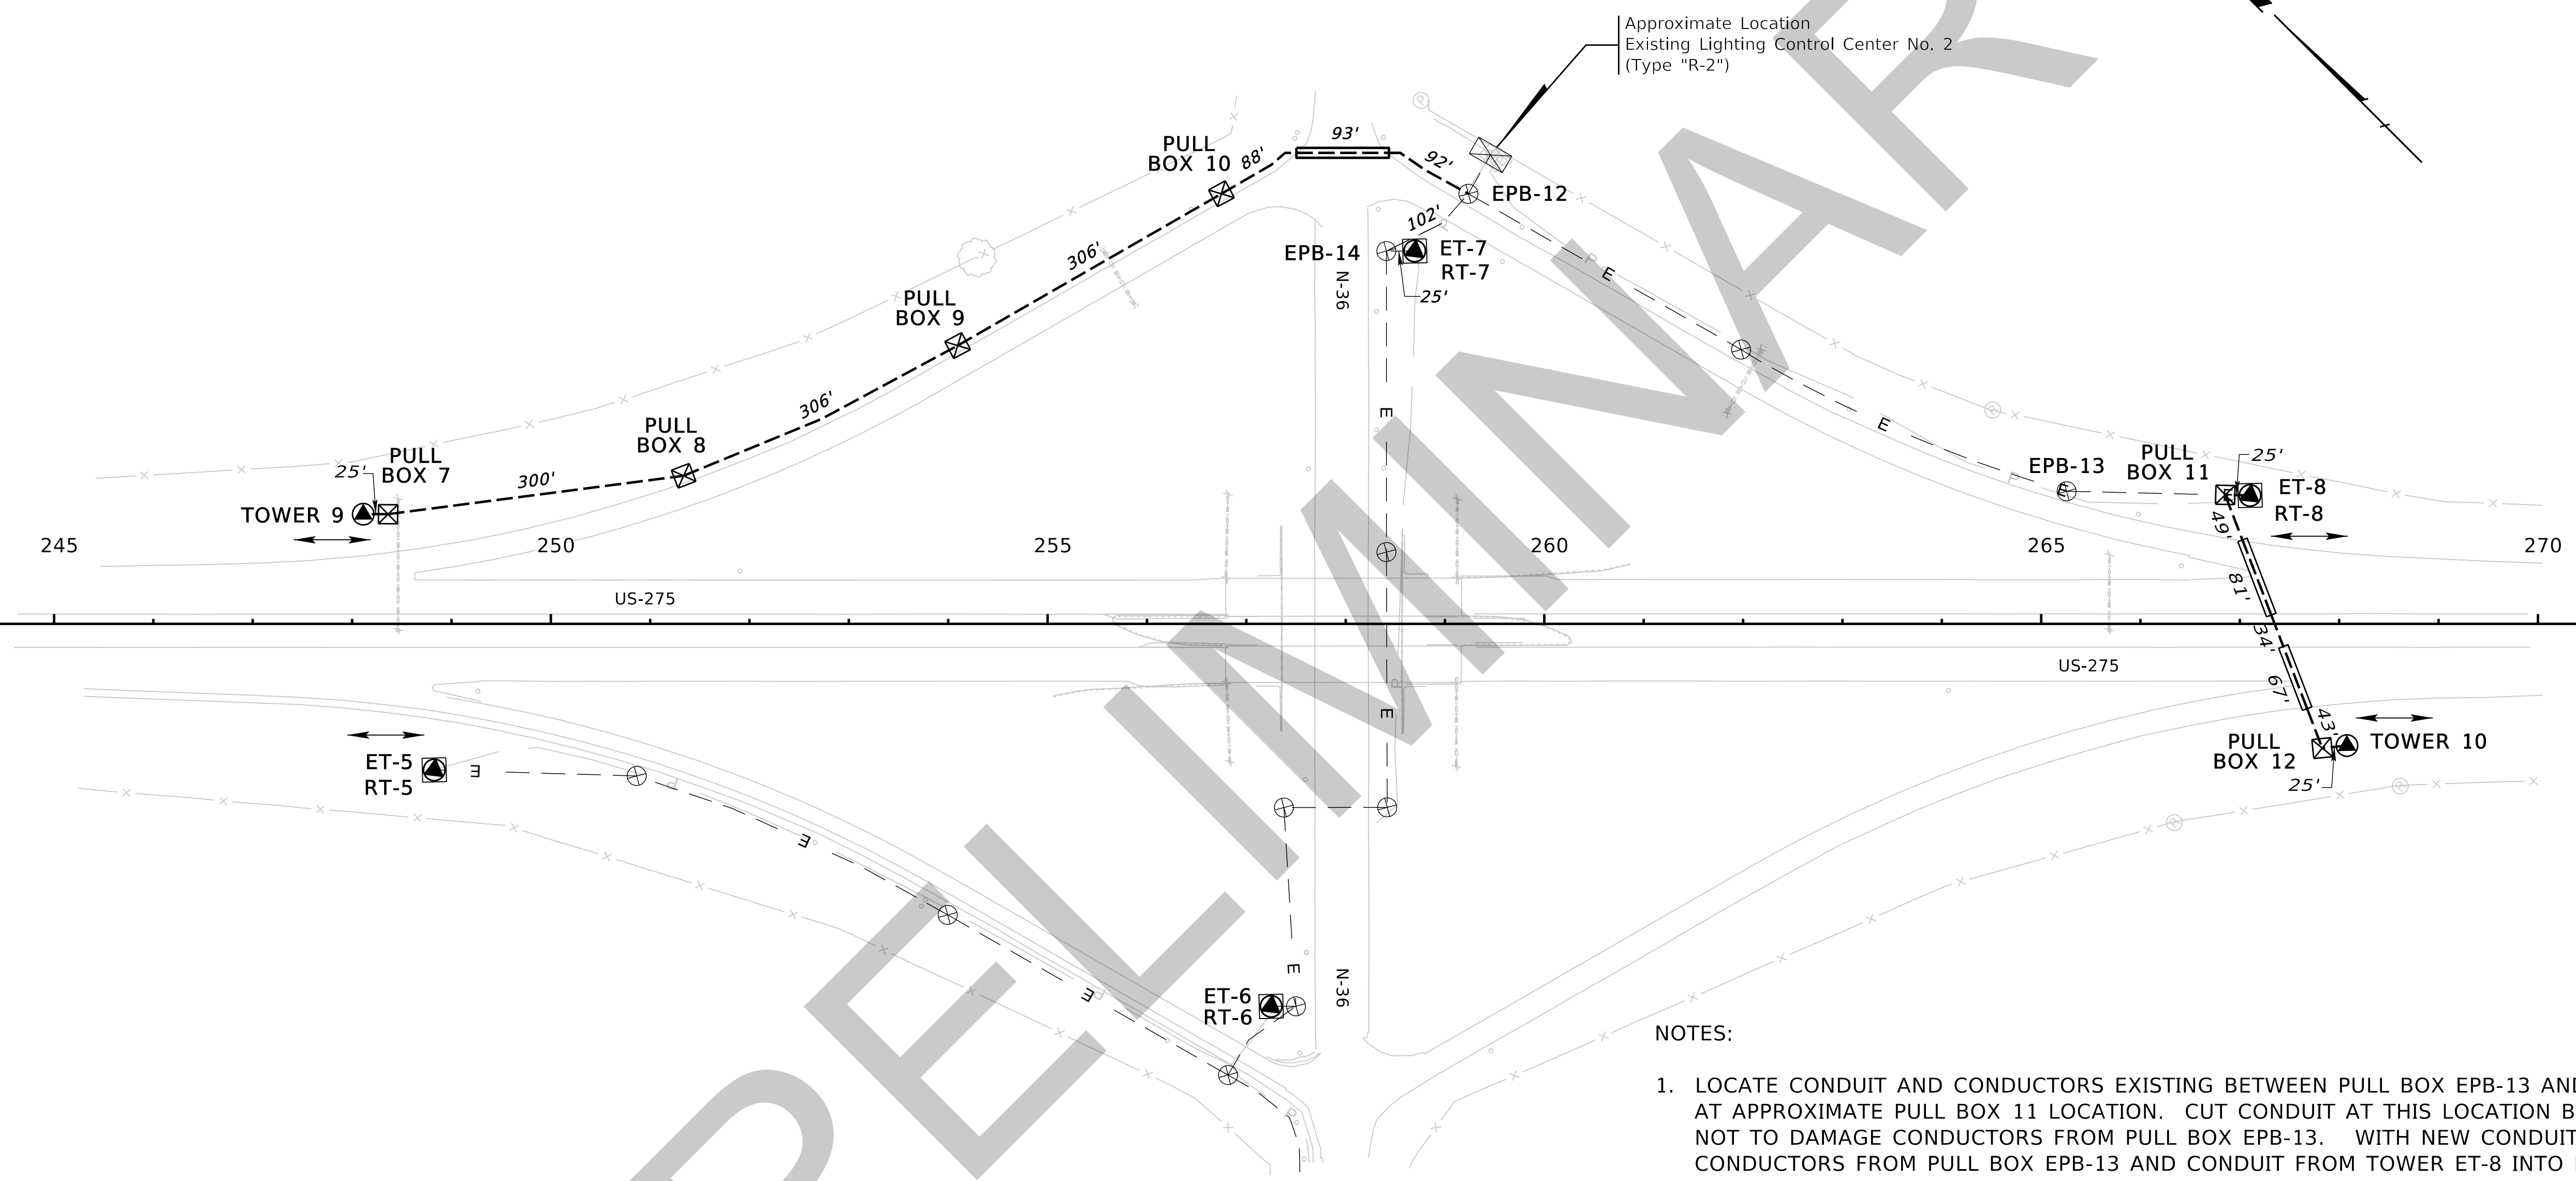 Approximate Location
Existing Lighting Control Center No. 2
(Type "R-2")
PRELIMINAR
93'
PULL
BOX 10
88'
92'
EPB-12
102'
EPB-14
ET-7
RT-7
25'
N-36
306'
PULL
BOX 9
306'
PULL
BOX 8
300'
PULL
BOX 7
25'
TOWER 9
P
P
P
P
E
E
E
E
E
EPB-13
PULL
BOX 11
25'
ET-8
RT-8
49'
245
250
255
260
265
270
81'
US-275
34'
US-275
67'
43'
PULL
BOX 12
TOWER 10
25'
ET-5
RT-5
E
P
E
E
P
E
E
P
ET-6
RT-6
N-36
P
R
R
R
NOTES:
1. LOCATE CONDUIT AND CONDUCTORS EXISTING BETWEEN PULL BOX EPB-13 AND
AT APPROXIMATE PULL BOX 11 LOCATION. CUT CONDUIT AT THIS LOCATION B
NOT TO DAMAGE CONDUCTORS FROM PULL BOX EPB-13. WITH NEW CONDUIT
CONDUCTORS FROM PULL BOX EPB-13 AND CONDUIT FROM TOWER ET-8 INTO